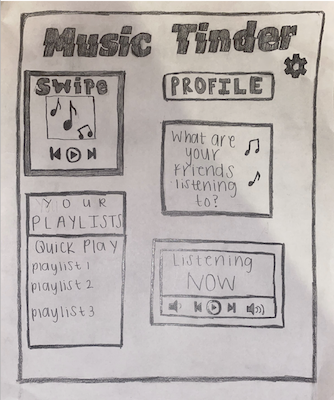 Music Tinder
SWiPe
PROFILE
What are
your
Friends
listening
to?
YOUR
PLAYLISTS
Quick Play
playlist 1
playlist 2
playlist 3
Listening
NOW